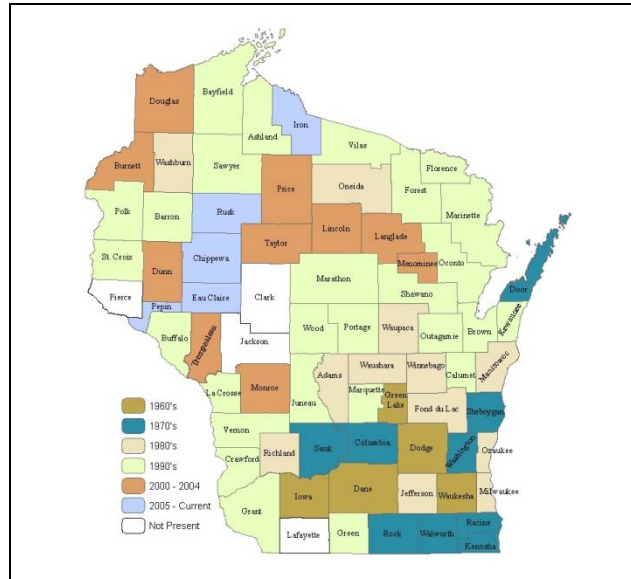 Douglas
Bayfield
Iron
Ashland
Vilas
Burnett
Washburn
Sawyer
Florence
Price
Oneida
Forest
Marinette
Polk
Barron
Rusk
Lincoln
Langlade
Taylor
Oconto
Menominee
St. Croix
Dunn
Chippewa
Door
Marathon
Shawano
Pierce
Clark
Pepin
Eau Claire
Kewaunee
Buffalo
Trempealeau
Jackson
Wood
Portage
Waupaca
Outagamie
Brown
Manitowoc
Waushara
Winnebago
Calumet
Adams
Monroe
La Crosse
Juneau
Marquette
Green
Lake
Fond du Lac
Sheboygan
Vernon
Richland
Sauk
Columbia
Dodge
Washington
Ozaukee
Crawford
Iowa
Dane
Jefferson
Waukesha
Milwaukee
Grant
Lafayette
Green
Rock
Walworth
Racine
Kenosha
1960's
1970's
1980's
1990's
2000 - 2004
2005 - Current
Not Present